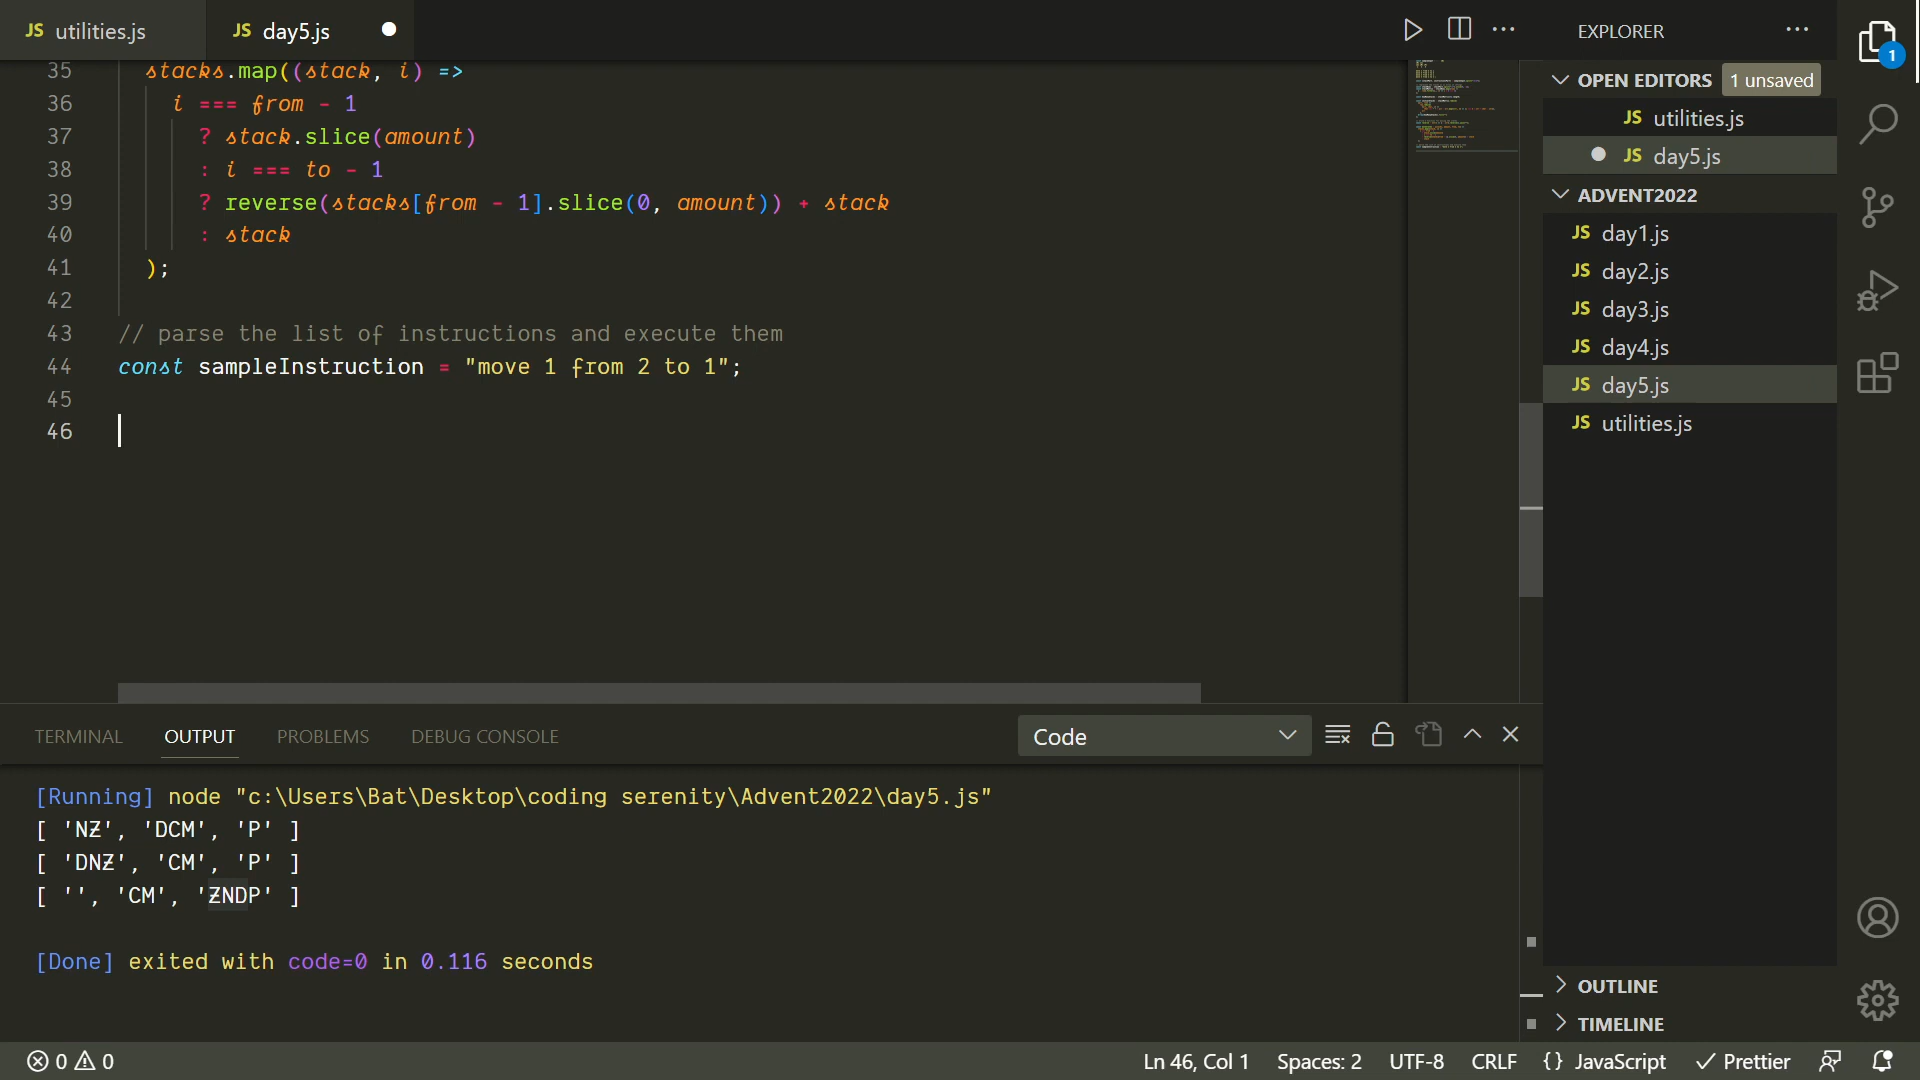 JS utilities.js
JS day5.js
35 stacks.map((stack, i) =>
36 i === from - 1
37 ? stack.slice(amount)
38 : i === to - 1
39 ? reverse(stacks[from - 1].slice(0, amount)) + stack
40 : stack
41 );
42
43 // parse the list of instructions and execute them
44 const sampleInstruction = "move 1 from 2 to 1";
45
46
TERMINAL OUTPUT PROBLEMS DEBUG CONSOLE
Code
[Running] node "c:\Users\Bat\Desktop\coding serenity\Advent2022\day5.js"
[ 'NZ', 'DCM', 'P' ]
[ 'DNZ', 'CM', 'P' ]
[ '', 'CM', 'ZNDP' ]
[Done] exited with code=0 in 0.116 seconds
EXPLORER
OPEN EDITORS 1 unsaved
JS utilities.js
JS day5.js
ADVENT2022
JS day1.js
JS day2.js
JS day3.js
JS day4.js
JS day5.js
JS utilities.js
OUTLINE
TIMELINE
1
0 0
Ln 46, Col 1 Spaces: 2 UTF-8 CRLF {} JavaScript Prettier